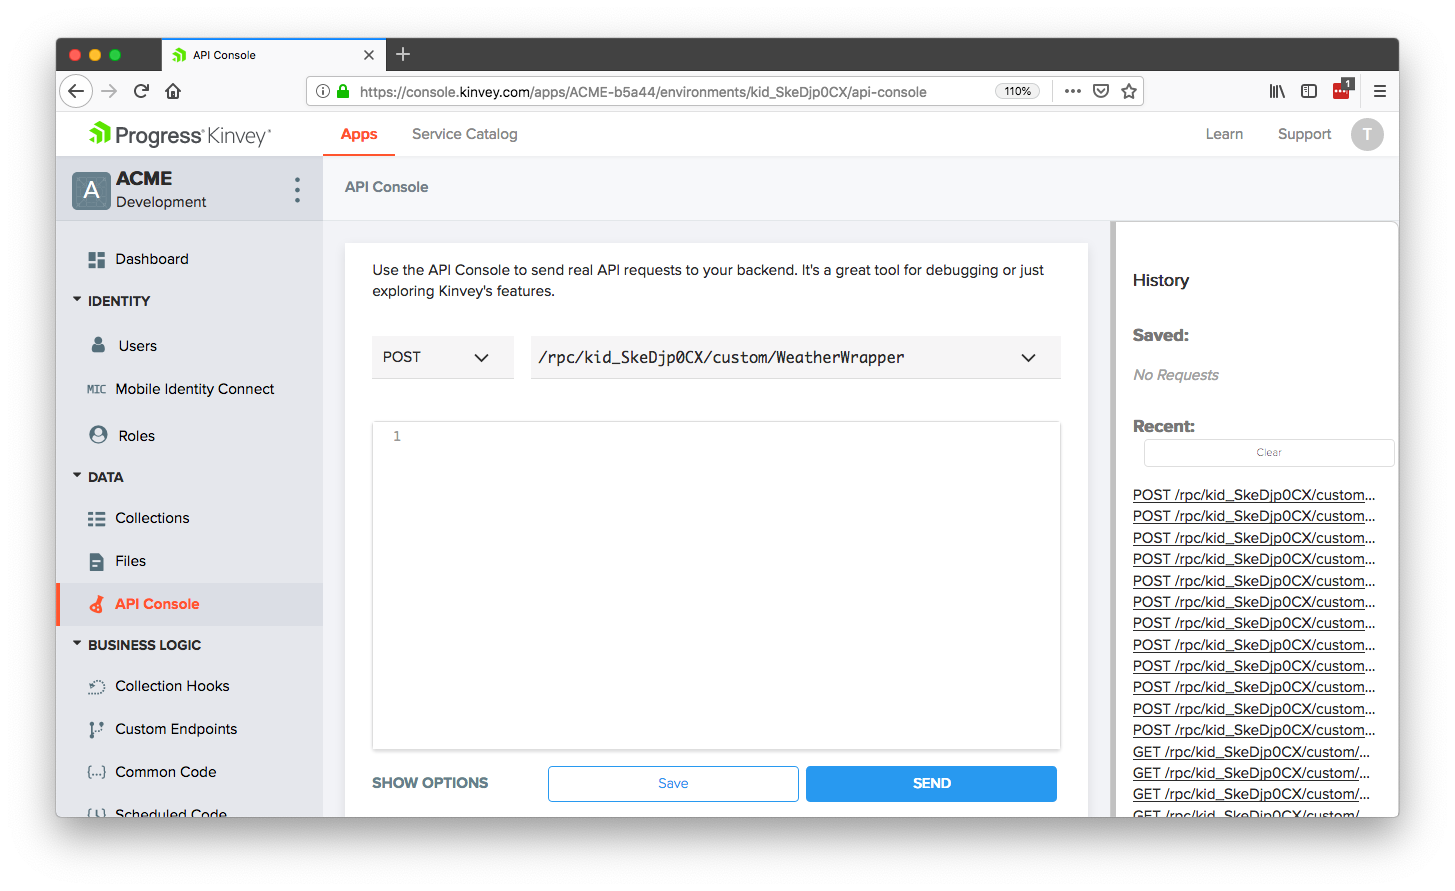 API Console
https://console.kinvey.com/apps/ACME-b5a44/environments/kid_SkeDjp0CX/api-console
110%
1
Progress Kinvey
Apps
Service Catalog
Learn
Support
T
A
ACME
Development
API Console
Dashboard
IDENTITY
Users
MIC Mobile Identity Connect
Roles
DATA
Collections
Files
API Console
BUSINESS LOGIC
Collection Hooks
Custom Endpoints
{...} Common Code
Scheduled Code
Use the API Console to send real API requests to your backend. It's a great tool for debugging or just
exploring Kinvey's features.
POST
/rpc/kid_SkeDjp0CX/custom/WeatherWrapper
1
SHOW OPTIONS
Save
SEND
History
Saved:
No Requests
Recent:
Clear
POST /rpc/kid_SkeDjp0CX/custom...
POST /rpc/kid_SkeDjp0CX/custom...
POST /rpc/kid_SkeDjp0CX/custom...
POST /rpc/kid_SkeDjp0CX/custom...
POST /rpc/kid_SkeDjp0CX/custom...
POST /rpc/kid_SkeDjp0CX/custom...
POST /rpc/kid_SkeDjp0CX/custom...
POST /rpc/kid_SkeDjp0CX/custom...
POST /rpc/kid_SkeDjp0CX/custom...
POST /rpc/kid_SkeDjp0CX/custom...
POST /rpc/kid_SkeDjp0CX/custom...
POST /rpc/kid_SkeDjp0CX/custom...
GET /rpc/kid_SkeDjp0CX/custom/...
GET /rpc/kid_SkeDjp0CX/custom/...
GET /rpc/kid_SkeDjp0CX/custom/...
GET /rpc/kid_SkeDjp0CX/custom/...